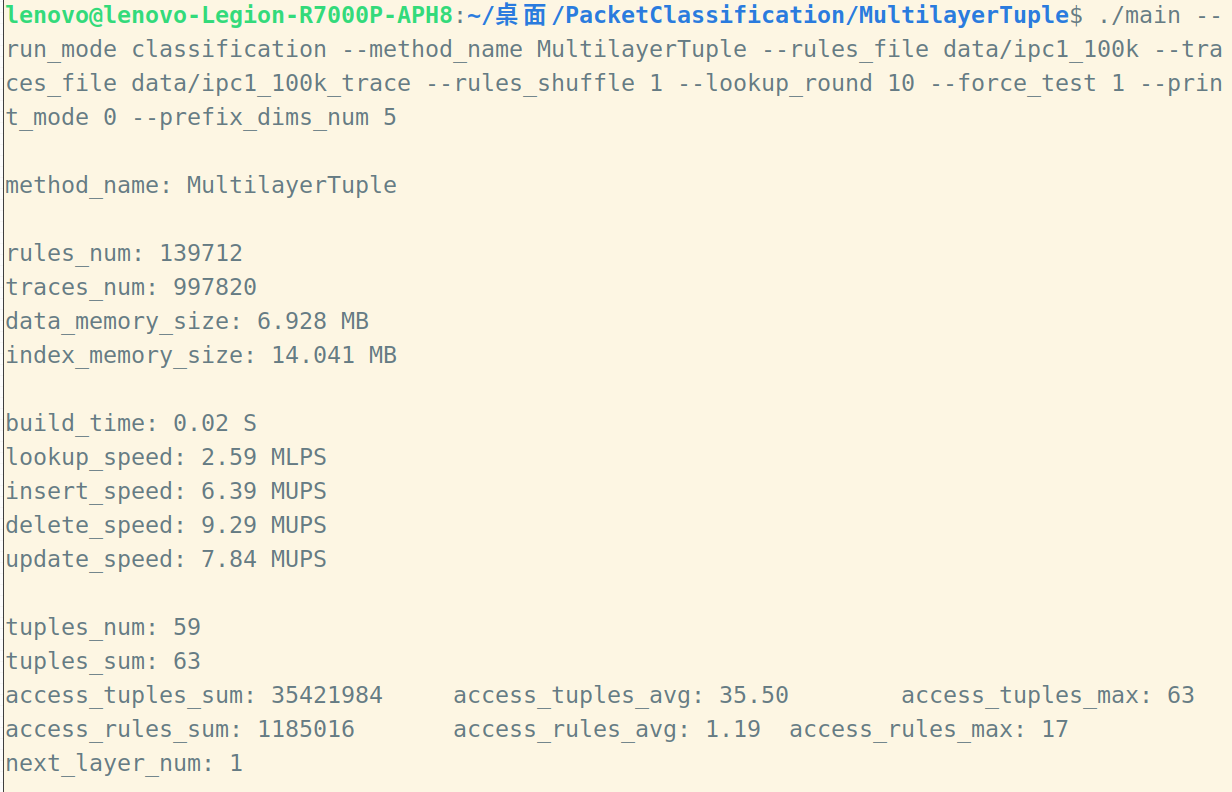 lenovo@lenovo-Legion-R7000P-APH8:~/桌面/PacketClassification/MultilayerTuple$ ./main --
run_mode classification --method_name MultilayerTuple --rules_file data/ipc1_100k --tra
ces_file data/ipc1_100k_trace --rules_shuffle 1 --lookup_round 10 --force_test 1 --prin
t_mode 0 --prefix_dims_num 5
method_name: MultilayerTuple
rules_num: 139712
traces_num: 997820
data_memory_size: 6.928 MB
index_memory_size: 14.041 MB
build_time: 0.02 S
lookup_speed: 2.59 MLPS
insert_speed: 6.39 MUPS
delete_speed: 9.29 MUPS
update_speed: 7.84 MUPS
tuples_num: 59
tuples_sum: 63
access_tuples_sum: 35421984     access_tuples_avg: 35.50        access_tuples_max: 63
access_rules_sum: 1185016       access_rules_avg: 1.19  access_rules_max: 17
next_layer_num: 1